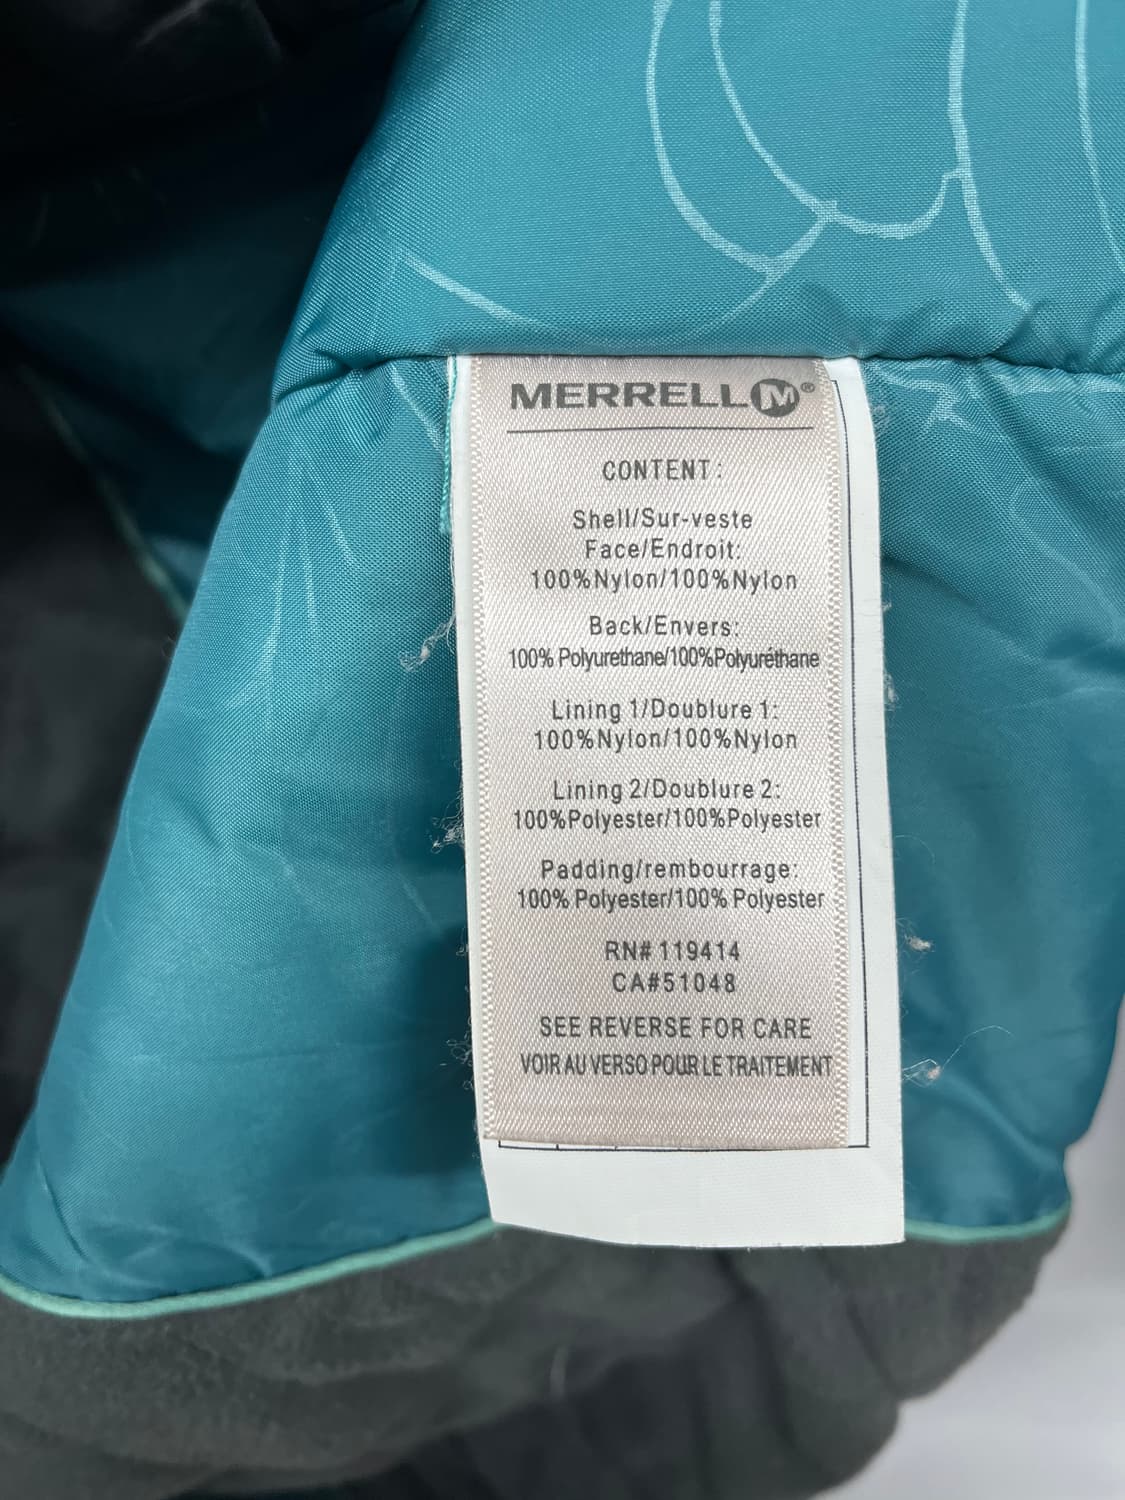 MERRELL M®
CONTENT:
Shell/Sur-veste
Face/Endroit:
100%Nylon/100%Nylon
Back/Envers:
100% Polyurethane/100%Polyuréthane
Lining 1/Doublure 1:
100%Nylon/100%Nylon
Lining 2/Doublure 2:
100%Polyester/100%Polyester
Padding/rembourrage:
100% Polyester/100% Polyester
RN# 119414
CA#51048
SEE REVERSE FOR CARE
VOIR AU VERSO POUR LE TRAITEMENT